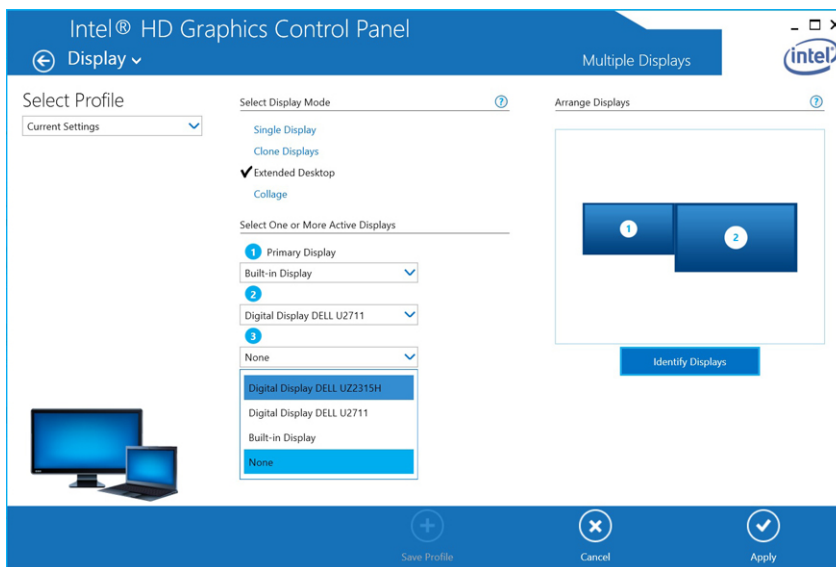 Intel® HD Graphics Control Panel
Display
Multiple Displays
intel
Select Profile
Current Settings
Select Display Mode
?
Single Display
Clone Displays
Extended Desktop
Collage
Select One or More Active Displays
1 Primary Display
Built-in Display
2
Digital Display DELL U2711
3
None
Digital Display DELL UZ2315H
Digital Display DELL U2711
Built-in Display
None
Arrange Displays
?
1
2
Identify Displays
Save Profile
Cancel
Apply